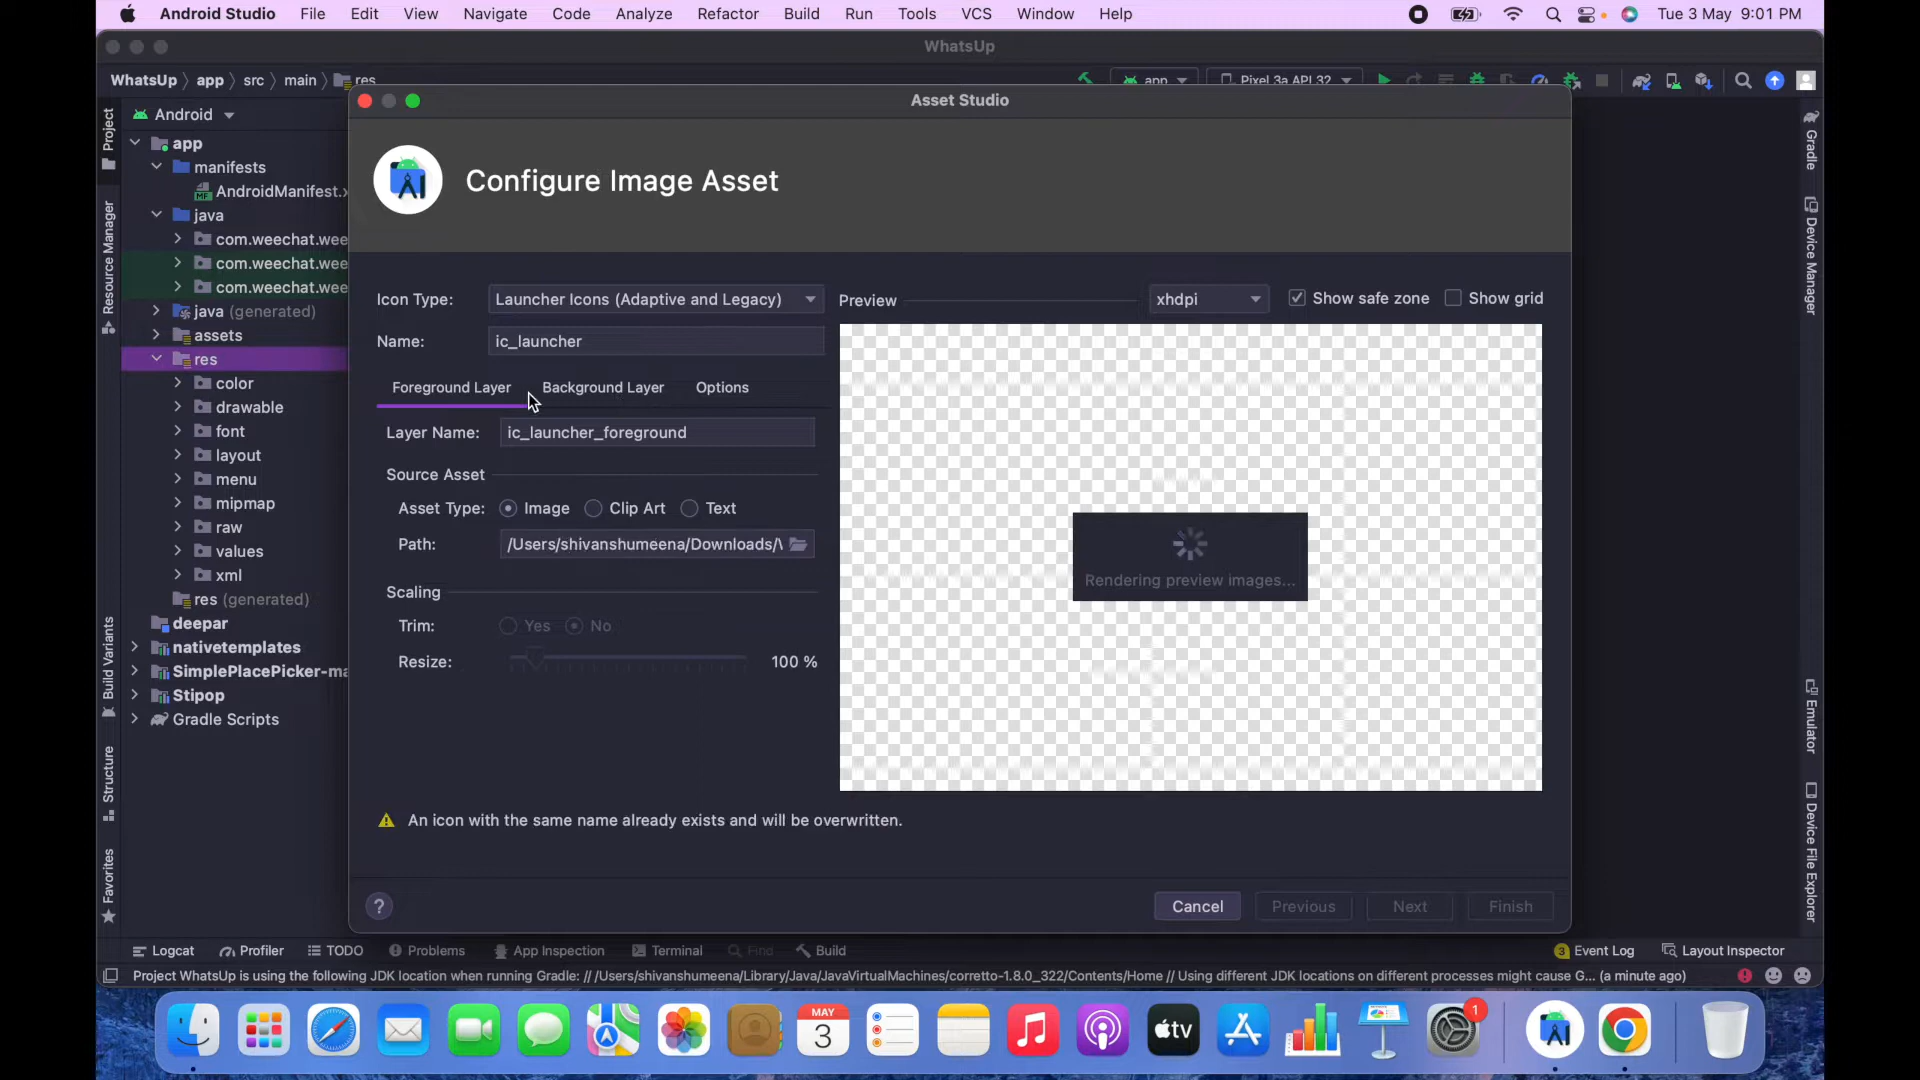 Android Studio File Edit View Navigate Code Analyze Refactor Build Run Tools VCS Window Help Tue 3 May 9:01 PM
WhatsUp
WhatsUp app src main res app Pixel 3a API 32
Asset Studio
Android
app
manifests
AndroidManifest.x
java
com.weechat.wee
com.weechat.wee
com.weechat.wee
java (generated)
assets
res
color
drawable
font
layout
menu
mipmap
raw
values
xml
res (generated)
deepar
nativetemplates
SimplePlacePicker-ma
Stipop
Gradle Scripts
Project
Resource Manager
Build Variants
Structure
Favorites
Configure Image Asset
Icon Type: Launcher Icons (Adaptive and Legacy)
Name: ic_launcher
Foreground Layer Background Layer Options
Layer Name: ic_launcher_foreground
Source Asset
Asset Type: Image Clip Art Text
Path: /Users/shivanshumeena/Downloads/\
Scaling
Trim: Yes No
Resize: 100 %
Preview xhdpi Show safe zone Show grid
Rendering preview images...
An icon with the same name already exists and will be overwritten.
? Cancel Previous Next Finish
Gradle
Device Manager
Emulator
Device File Explorer
Logcat Profiler TODO Problems App Inspection Terminal Find Build 3 Event Log Layout Inspector
Project WhatsUp is using the following JDK location when running Gradle: // /Users/shivanshumeena/Library/Java/JavaVirtualMachines/corretto-1.8.0_322/Contents/Home // Using different JDK locations on different processes might cause G... (a minute ago)
MAY
3
tv
1